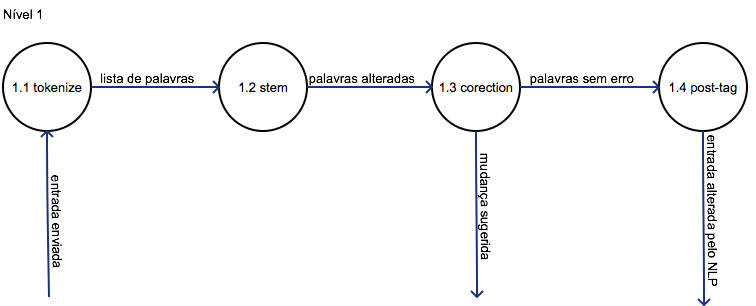 Nível 1
1.1 tokenize
lista de palavras
1.2 stem
palavras alteradas
1.3 corection
palavras sem erro
1.4 post-tag
entrada enviada
mudança sugerida
entrada alterada pelo NLP